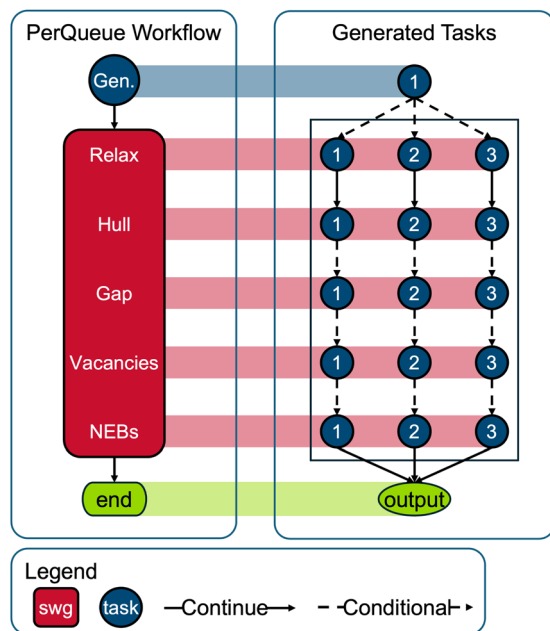 PerQueue Workflow
Generated Tasks
Gen.
1
Relax
1 2 3
Hull
1 2 3
Gap
1 2 3
Vacancies
1 2 3
NEBs
1 2 3
end
output
Legend
swg
task
Continue
Conditional